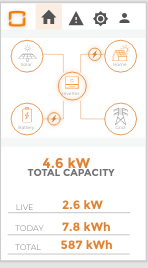 Solar
Home
Battery
Grid
4.6 kW
TOTAL CAPACITY
LIVE 2.6 kW
TODAY 7.8 kWh
TOTAL 587 kWh